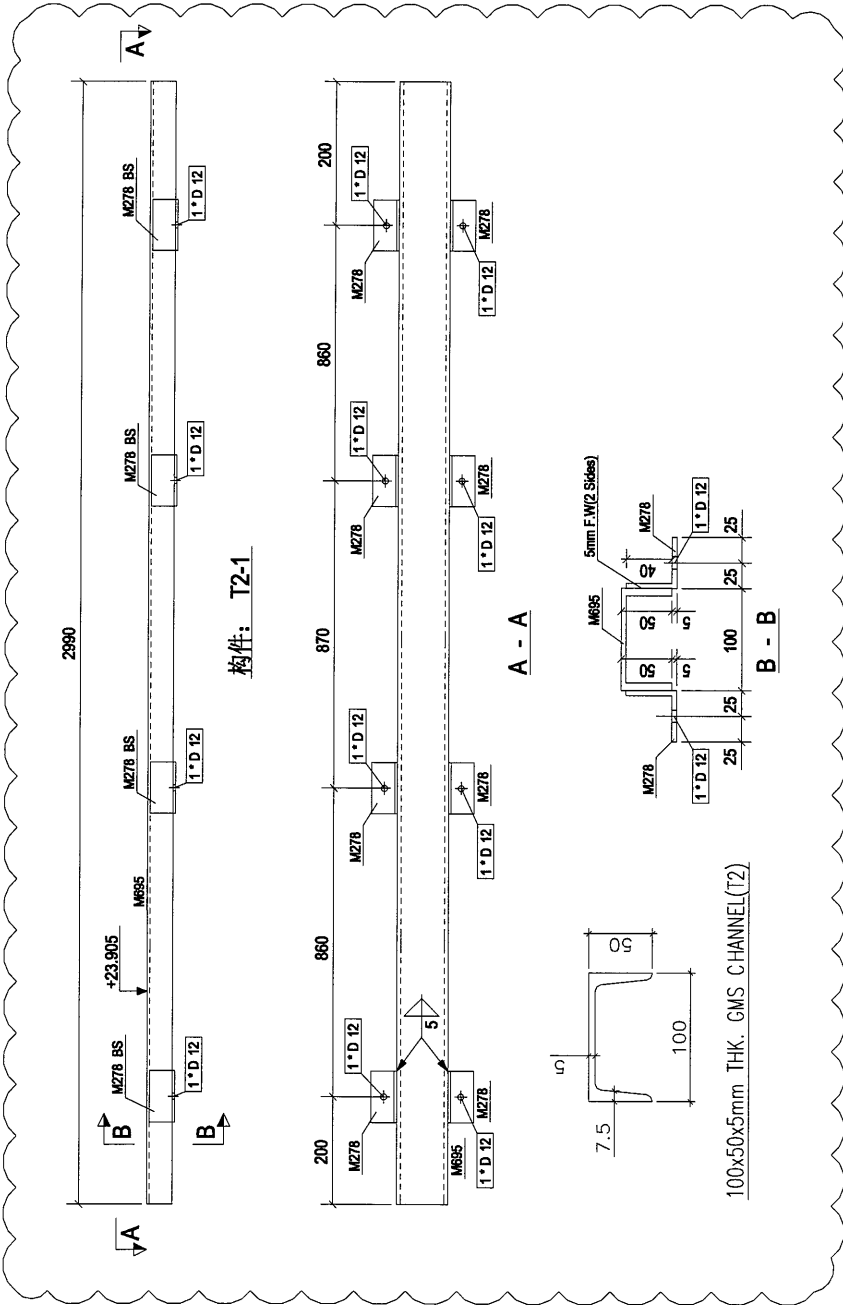 A
A
2990
+23.905
M695
B
B
M278 BS
M278 BS
M278 BS
M278 BS
1 * D 12
1 * D 12
1 * D 12
1 * D 12
构件: T2-1
200
860
870
860
200
1 * D 12
1 * D 12
1 * D 12
1 * D 12
M278
M278
M278
M278
5
M695
M278
M278
M278
M278
1 * D 12
1 * D 12
1 * D 12
1 * D 12
A - A
5
50
7.5
100
100x50x5mm THK. GMS CHANNEL(T2)
M695
5mm F.W(2 Sides)
M278
M278
50
50
40
5
5
1 * D 12
1 * D 12
25
25
100
25
25
B - B